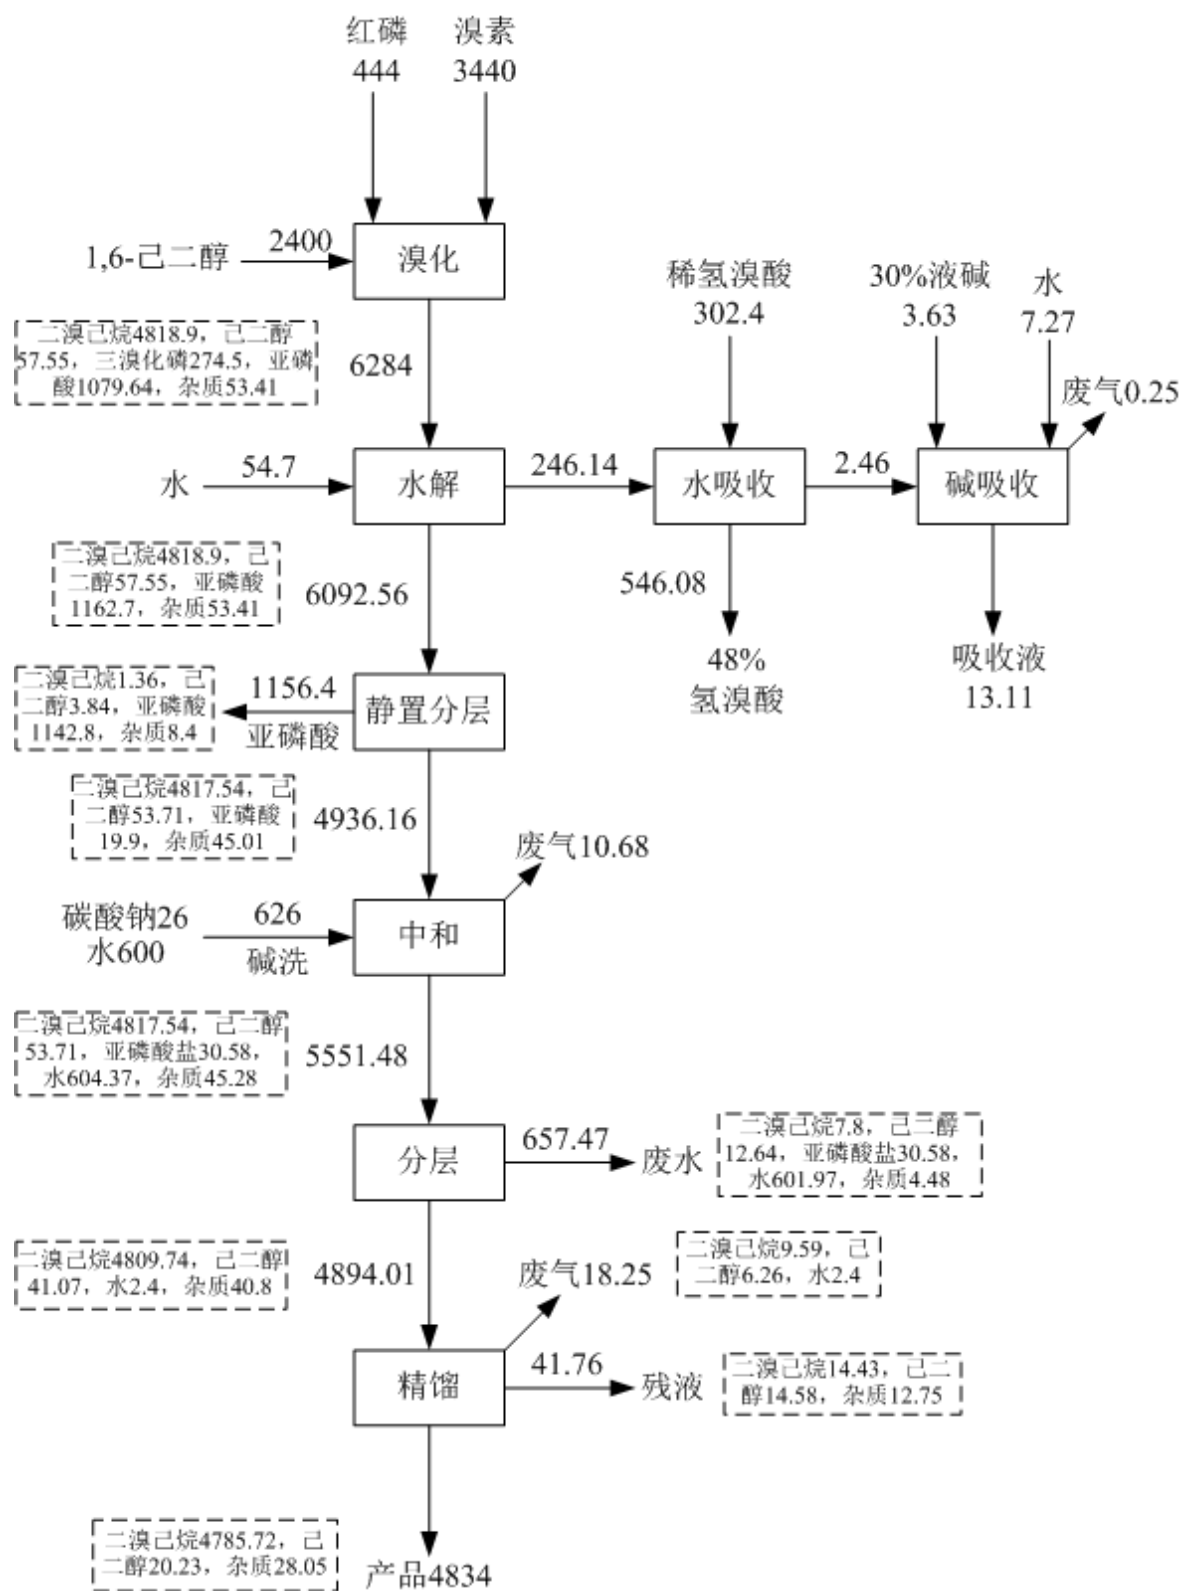 红磷
444
溴素
3440
1,6-己二醇
2400
溴化
二溴己烷4818.9，己二醇
57.55，三溴化磷274.5，亚磷
酸1079.64，杂质53.41
6284
稀氢溴酸
302.4
30%液碱
3.63
水
7.27
废气0.25
水
54.7
水解
246.14
水吸收
2.46
碱吸收
二溴己烷4818.9，己
二醇57.55，亚磷酸
1162.7，杂质53.41
6092.56
546.08
48%
氢溴酸
吸收液
13.11
二溴己烷1.36，己
二醇3.84，亚磷酸
1142.8，杂质8.4
1156.4
亚磷酸
静置分层
二溴己烷4817.54，己
二醇53.71，亚磷酸
19.9，杂质45.01
4936.16
废气10.68
碳酸钠26
水600
626
碱洗
中和
二溴己烷4817.54，己二醇
53.71，亚磷酸盐30.58，
水604.37，杂质45.28
5551.48
分层
657.47
废水
二溴己烷7.8，己二醇
12.64，亚磷酸盐30.58，
水601.97，杂质4.48
二溴己烷4809.74，己二醇
41.07，水2.4，杂质40.8
4894.01
废气18.25
二溴己烷9.59，己
二醇6.26，水2.4
精馏
41.76
残液
二溴己烷14.43，己二
醇14.58，杂质12.75
二溴己烷4785.72，己
二醇20.23，杂质28.05
产品4834